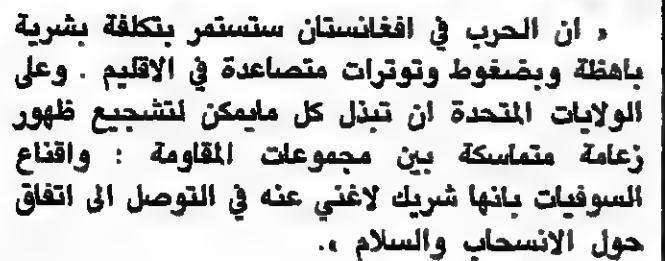 « ان الحرب في افغانستان ستستمر بتكلفة بشرية
باهظة وبضغوط وتوترات متصاعدة في الاقليم . وعلى
الولايات المتحدة ان تبذل كل مايمكن لتشجيع ظهور
زعامة متماسكة بين مجموعات المقاومة : واقناع
السوفيات بانها شريك لاغني عنه في التوصل الى اتفاق
حول الانسحاب والسلام ».